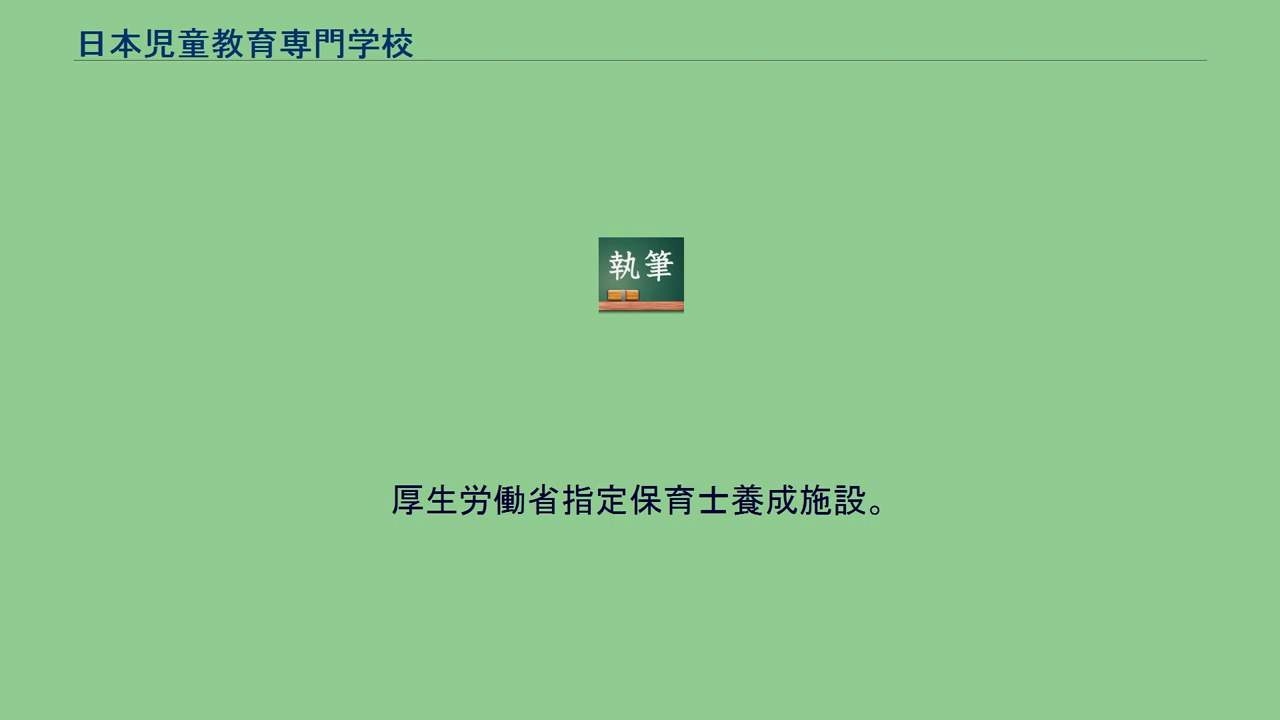 日本児童教育専門学校
執筆
厚生労働省指定保育士養成施設。